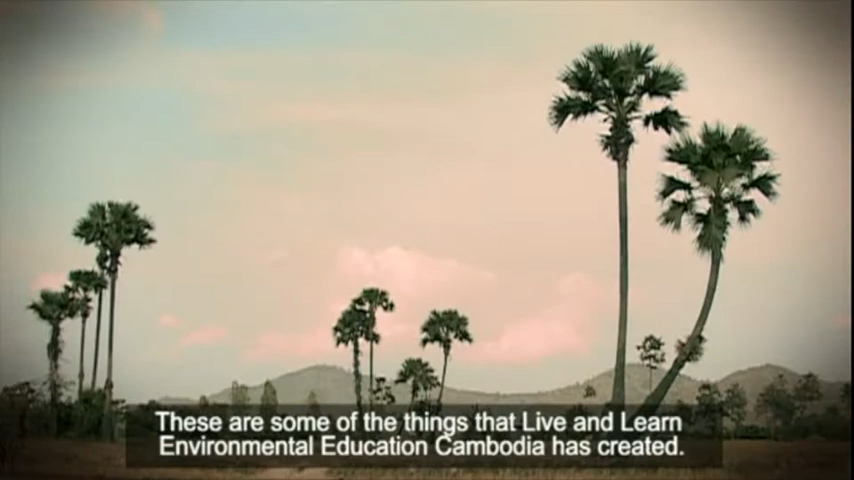 These are some of the things that Live and Learn
Environmental Education Cambodia has created.